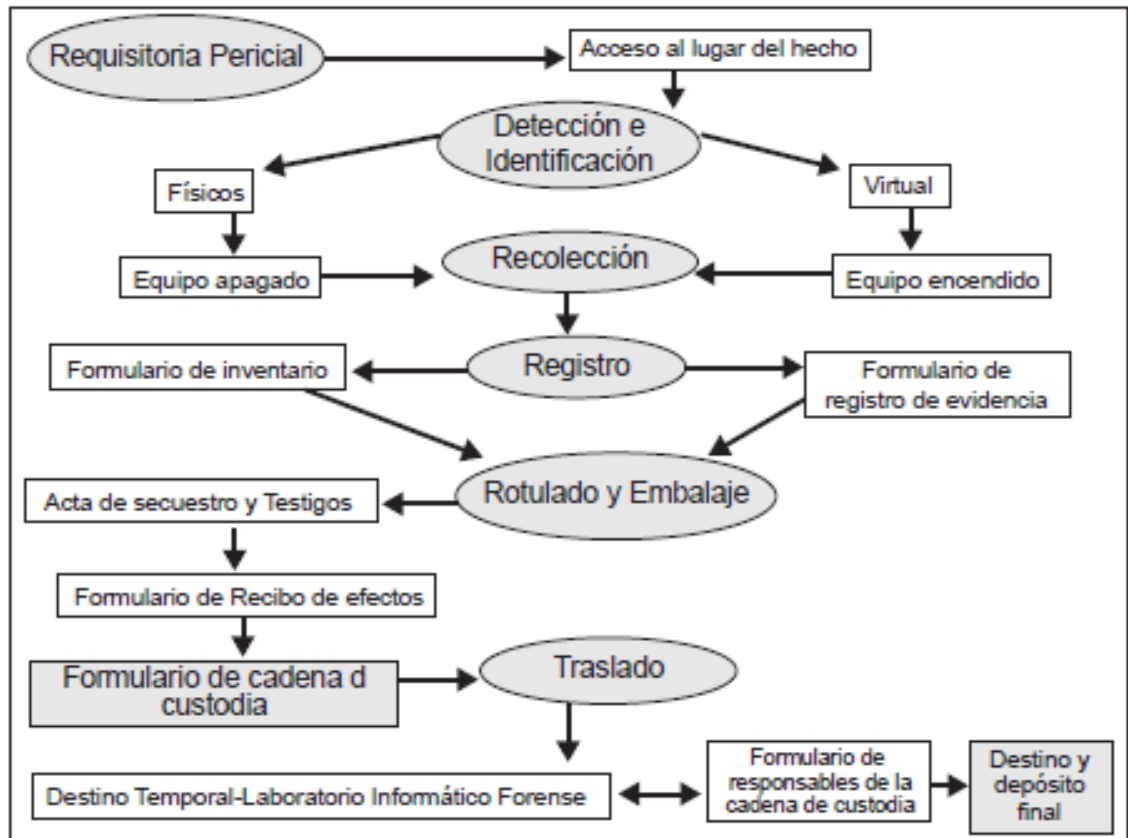 Requisitoria Pericial
Acceso al lugar del hecho
Detección e
Identificación
Físicos
Virtual
Equipo apagado
Recolección
Equipo encendido
Formulario de inventario
Registro
Formulario de
registro de evidencia
Rotulado y Embalaje
Acta de secuestro y Testigos
Formulario de Recibo de efectos
Formulário de cadena d
custodia
Traslado
Destino Temporal-Laboratorio Informático Forense
Formulario de
responsables de la
cadena de custodia
Destino y
depósito
final